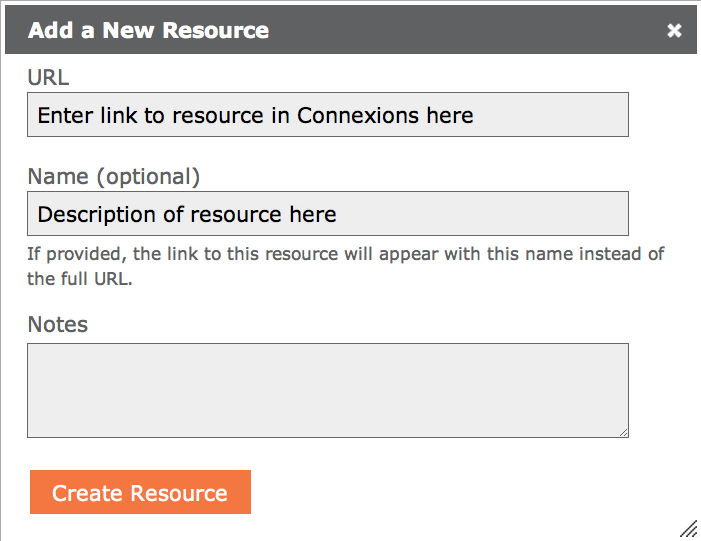 Add a New Resource
URL
Enter link to resource in Connexions here
Name (optional)
Description of resource here
If provided, the link to this resource will appear with this name instead of
the full URL.
Notes
Create Resource